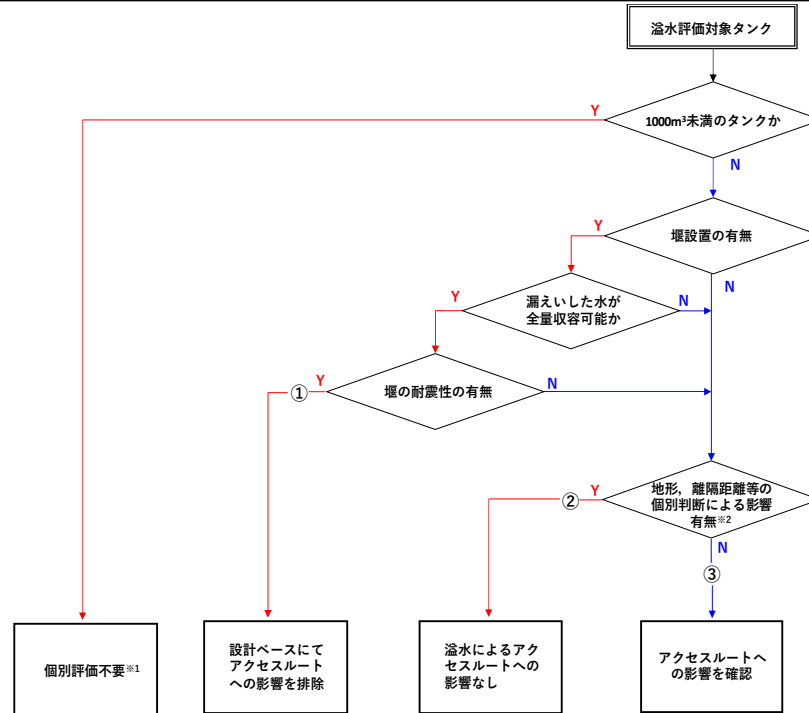 溢水評価対象タンク
Y
1000m³未満のタンクか
N
Y
堰設置の有無
N
Y
漏えいした水が
全量収容可能か
N
① Y
堰の耐震性の有無
N
② Y
地形，離隔距離等の
個別判断による影響
有無※2
N
③
個別評価不要※1
設計ベースにて
アクセスルート
への影響を排除
溢水によるアク
セスルートへの
影響なし
アクセスルートへ
の影響を確認